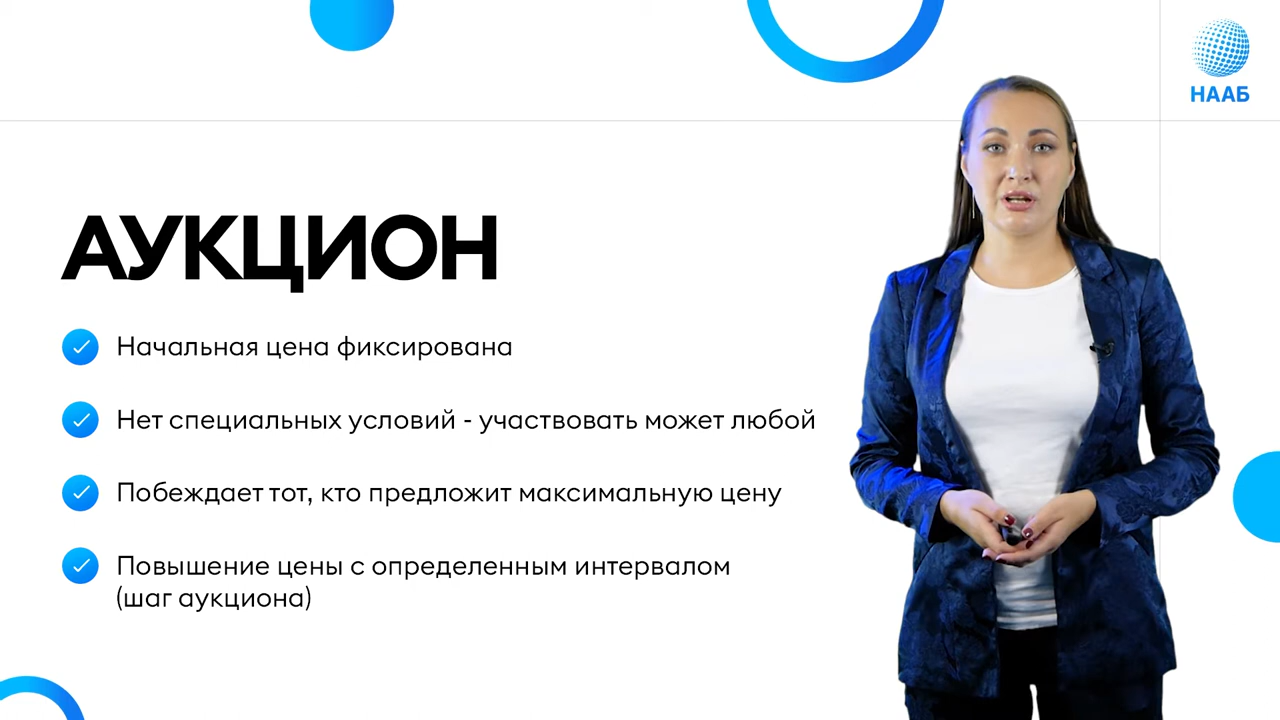 НААБ
АУКЦИОН
Начальная цена фиксирована
Нет специальных условий - участвовать может любой
Побеждает тот, кто предложит максимальную цену
Повышение цены с определенным интервалом
(шаг аукциона)